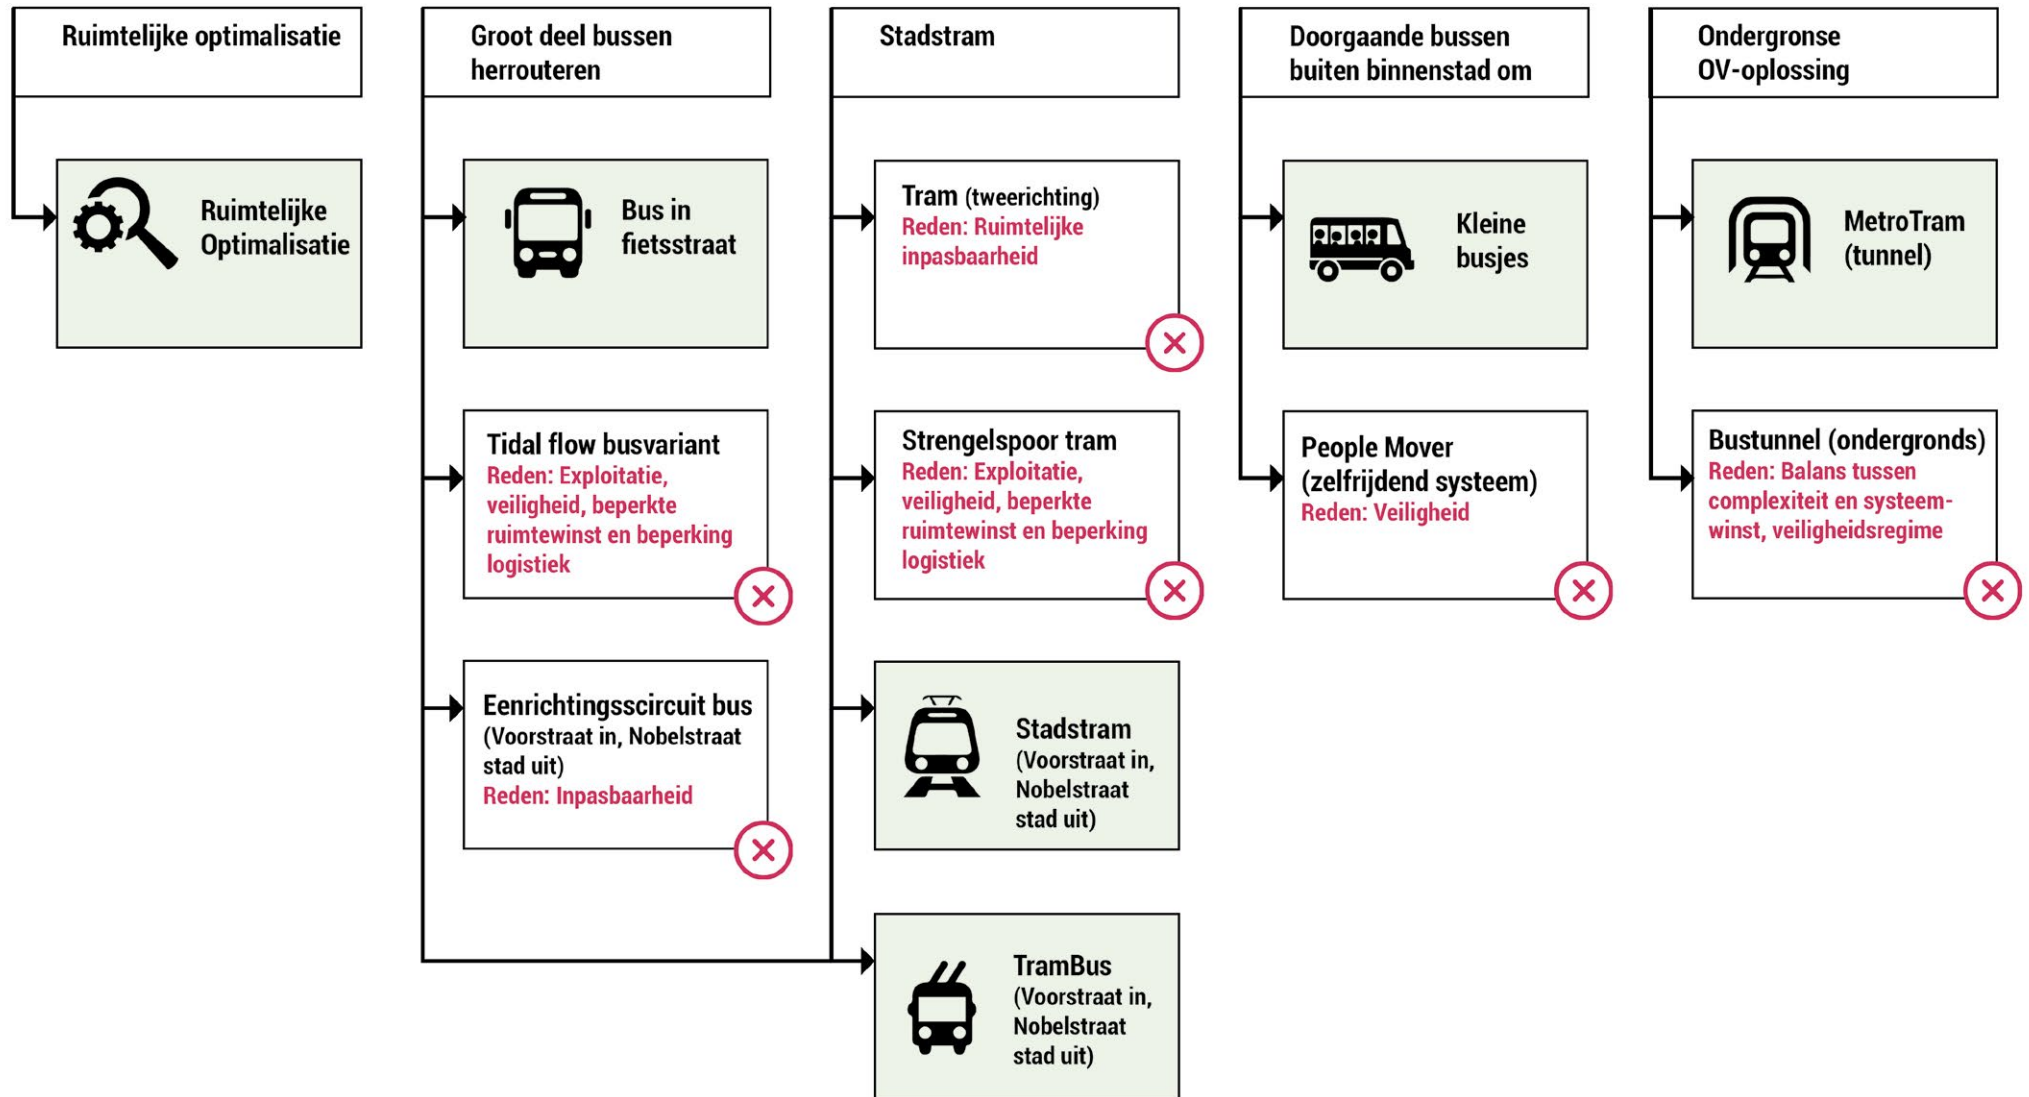 Ruimtelijke optimalisatie
Ruimtelijke
Optimalisatie
Groot deel bussen
herrouteren
Bus in
fietsstraat
Tidal flow busvariant
Reden: Exploitatie,
veiligheid, beperkte
ruimtewinst en beperking
logistiek
Eenrichtingsscircuit bus
(Voorstraat in, Nobelstraat
stad uit)
Reden: Inpasbaarheid
Stadstram
Tram (tweerichting)
Reden: Ruimtelijke
inpasbaarheid
Strengelspoor tram
Reden: Exploitatie,
veiligheid, beperkte
ruimtewinst en beperking
logistiek
Stadstram
(Voorstraat in,
Nobelstraat
stad uit)
TramBus
(Voorstraat in,
Nobelstraat
stad uit)
Doorgaande bussen
buiten binnenstad om
Kleine
busjes
People Mover
(zelfrijdend systeem)
Reden: Veiligheid
Ondergronse
OV-oplossing
MetroTram
(tunnel)
Bustunnel (ondergronds)
Reden: Balans tussen
complexiteit en systeem-
winst, veiligheidsregime